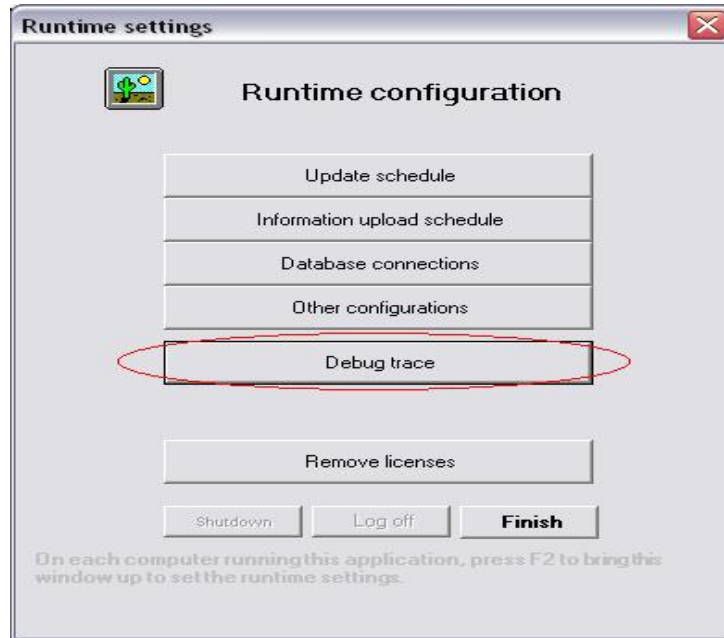 Runtime settings
Runtime configuration
Update schedule
Information upload schedule
Database connections
Other configurations
Debug trace
Remove licenses
Shutdown Log off Finish
On each computer running this application, press F2 to bring this
window up to set the runtime settings.